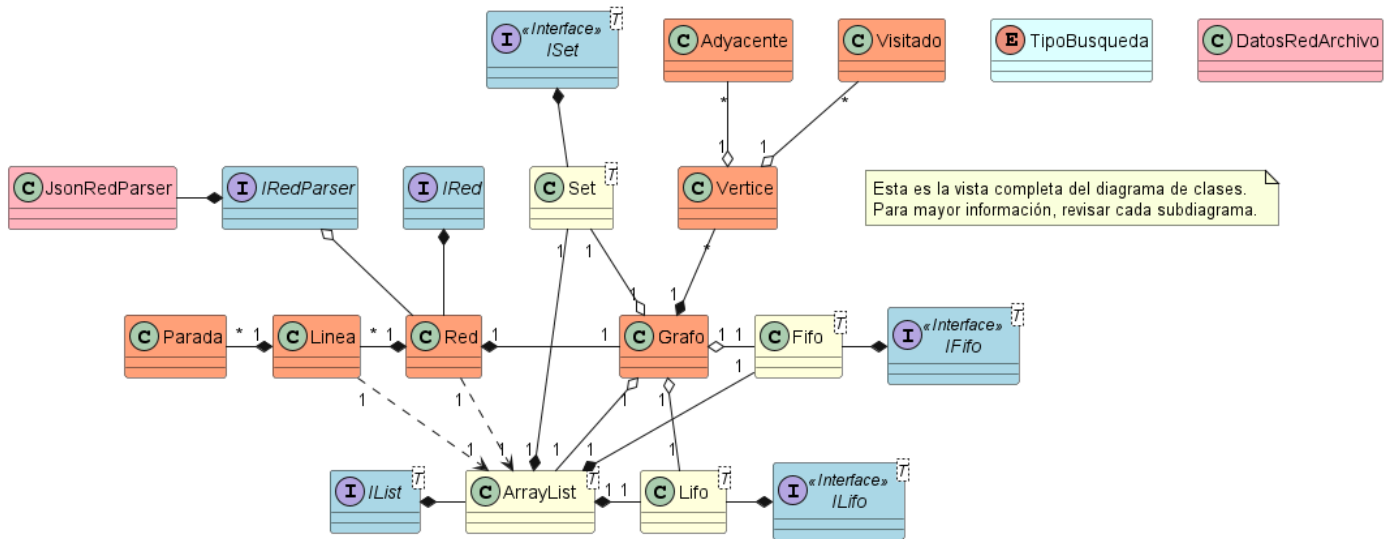 T
«Interface»
I ISet
C Adyacente
C Visitado
E TipoBusqueda
C DatosRedArchivo
* *
1 1
C JsonRedParser
I IRedParser
I IRed
T
C Set
C Vertice
Esta es la vista completa del diagrama de clases.
Para mayor información, revisar cada subdiagrama.
1 1 *
1 1
C Parada
* 1
C Linea
* 1
C Red
1 1
C Grafo
1 1
T
C Fifo
T
«Interface»
I IFifo
1 1 1 1 1
1 1 1 1 1 1
T
I IList
T
C ArrayList
1 1
T
C Lifo
T
«Interface»
I ILifo